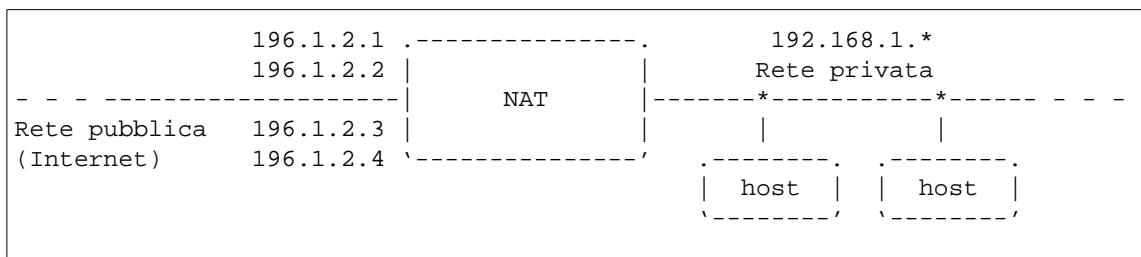 196.1.2.1 192.168.1.*
196.1.2.2 Rete privata
NAT
Rete pubblica 196.1.2.3
(Internet) 196.1.2.4
host host